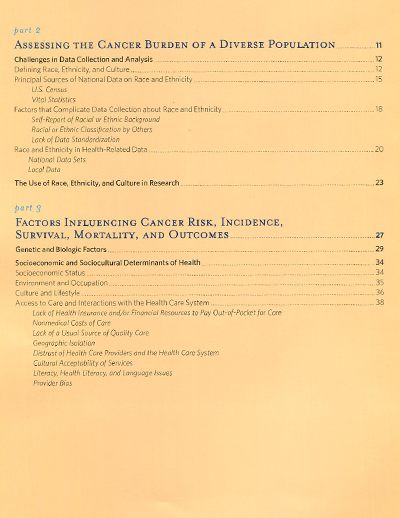 part 2
ASSESSING THE CANCER BURDEN OF A DIVERSE POPULATION 11
Challenges in Data Collection and Analysis 12
Defining Race, Ethnicity, and Culture 12
Principal Sources of National Data on Race and Ethnicity 15
U.S. Census
Vital Statistics
Factors that Complicate Data Collection about Race and Ethnicity 18
Self-Report of Racial or Ethnic Background
Racial or Ethnic Classification by Others
Lack of Data Standardization
Race and Ethnicity in Health-Related Data 20
National Data Sets
Local Data
The Use of Race, Ethnicity, and Culture in Research 23
part 3
FACTORS INFLUENCING CANCER RISK, INCIDENCE,
SURVIVAL, MORTALITY, AND OUTCOMES 27
Genetic and Biologic Factors 29
Socioeconomic and Sociocultural Determinants of Health 34
Socioeconomic Status 34
Environment and Occupation 35
Culture and Lifestyle 36
Access to Care and Interactions with the Health Care System 38
Lack of Health Insurance and/or Financial Resources to Pay Out-of-Pocket for Care
Nonmedical Costs of Care
Lack of a Usual Source of Quality Care
Geographic Isolation
Distrust of Health Care Providers and the Health Care System
Cultural Acceptability of Services
Literacy, Health Literacy, and Language Issues
Provider Bias